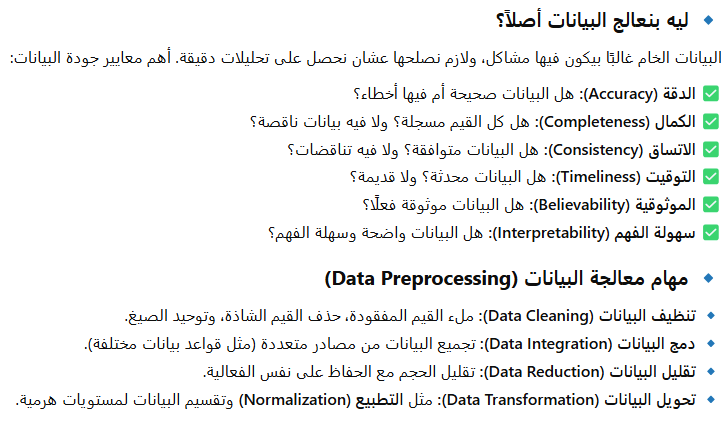 🔹 ليه بنعالج البيانات أصلاً؟
البيانات الخام غالبًا بيكون فيها مشاكل، ولازم نصلحها عشان نحصل على تحليلات دقيقة. أهم معايير جودة البيانات:
✅ الدقة (Accuracy): هل البيانات صحيحة أم فيها أخطاء؟
✅ الكمال (Completeness): هل كل القيم مسجلة؟ ولا فيه بيانات ناقصة؟
✅ الاتساق (Consistency): هل البيانات متوافقة؟ ولا فيه تناقضات؟
✅ التوقيت (Timeliness): هل البيانات محدثة؟ ولا قديمة؟
✅ الموثوقية (Believability): هل البيانات موثوقة فعلًا؟
✅ سهولة الفهم (Interpretability): هل البيانات واضحة وسهلة الفهم؟
🔹 مهام معالجة البيانات (Data Preprocessing)
🔹 تنظيف البيانات (Data Cleaning): ملء القيم المفقودة، حذف القيم الشاذة، وتوحيد الصيغ.
🔹 دمج البيانات (Data Integration): تجميع البيانات من مصادر متعددة (مثل قواعد بيانات مختلفة).
🔹 تقليل البيانات (Data Reduction): تقليل الحجم مع الحفاظ على نفس الفعالية.
🔹 تحويل البيانات (Data Transformation): مثل التطبيع (Normalization) وتقسيم البيانات لمستويات هرمية.